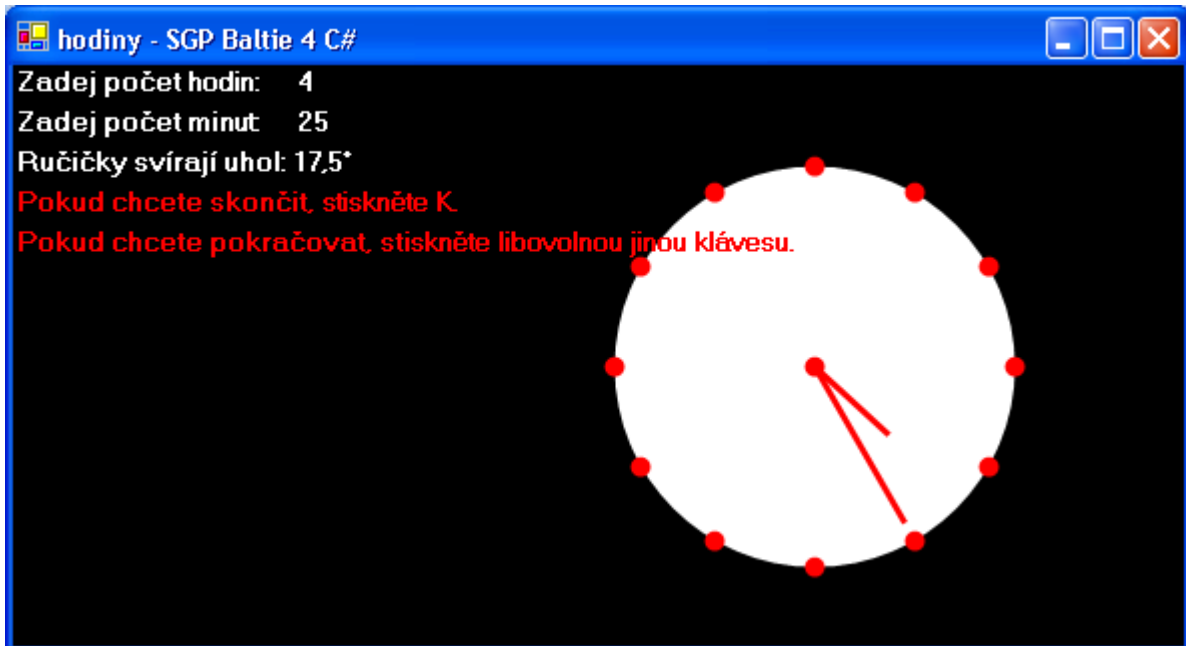 hodiny - SGP Baltie 4 C#
Zadej počet hodin: 4
Zadej počet minut: 25
Ručičky svírají uhol: 17,5°
Pokud chcete skončit, stiskněte K.
Pokud chcete pokračovat, stiskněte libovolnou jinou klávesu.